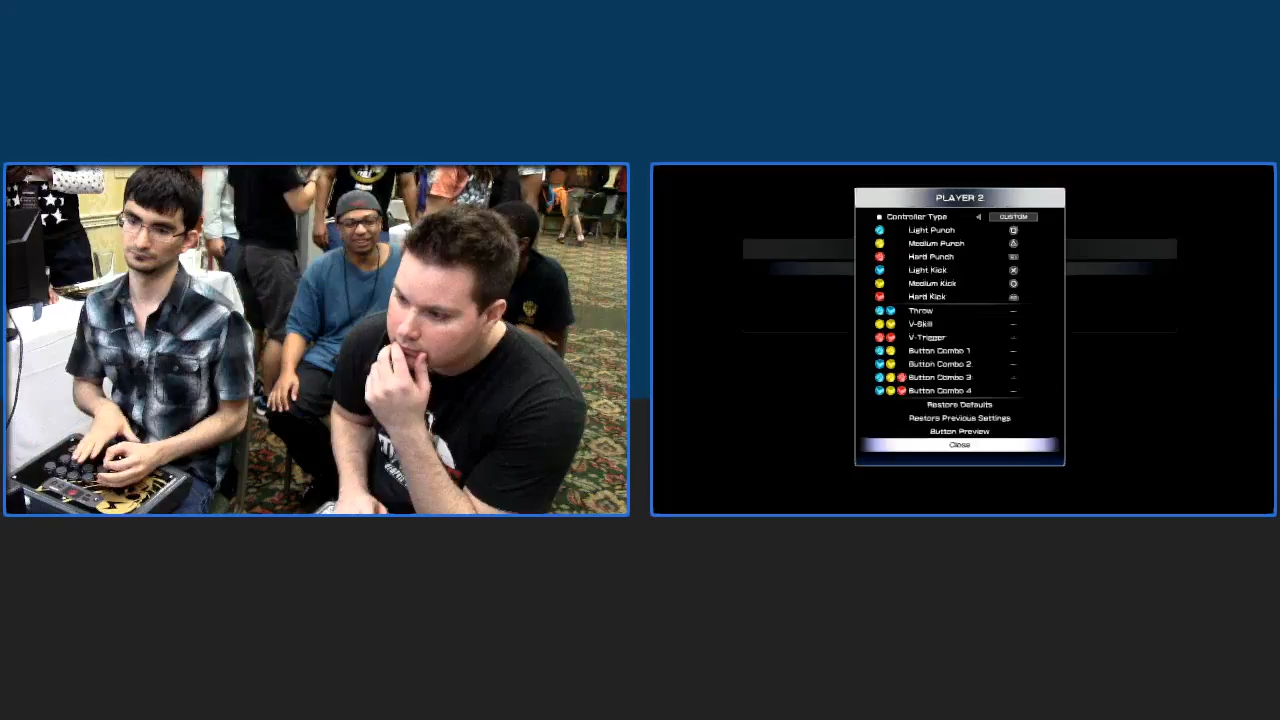 PLAYER 2
Controller Type CUSTOM
Light Punch
Medium Punch
Hard Punch
Light Kick
Medium Kick
Hard Kick
Throw
V-Skill
V-Trigger
Button Combo 1
Button Combo 2
Button Combo 3
Button Combo 4
Restore Defaults
Restore Previous Settings
Button Preview
Close